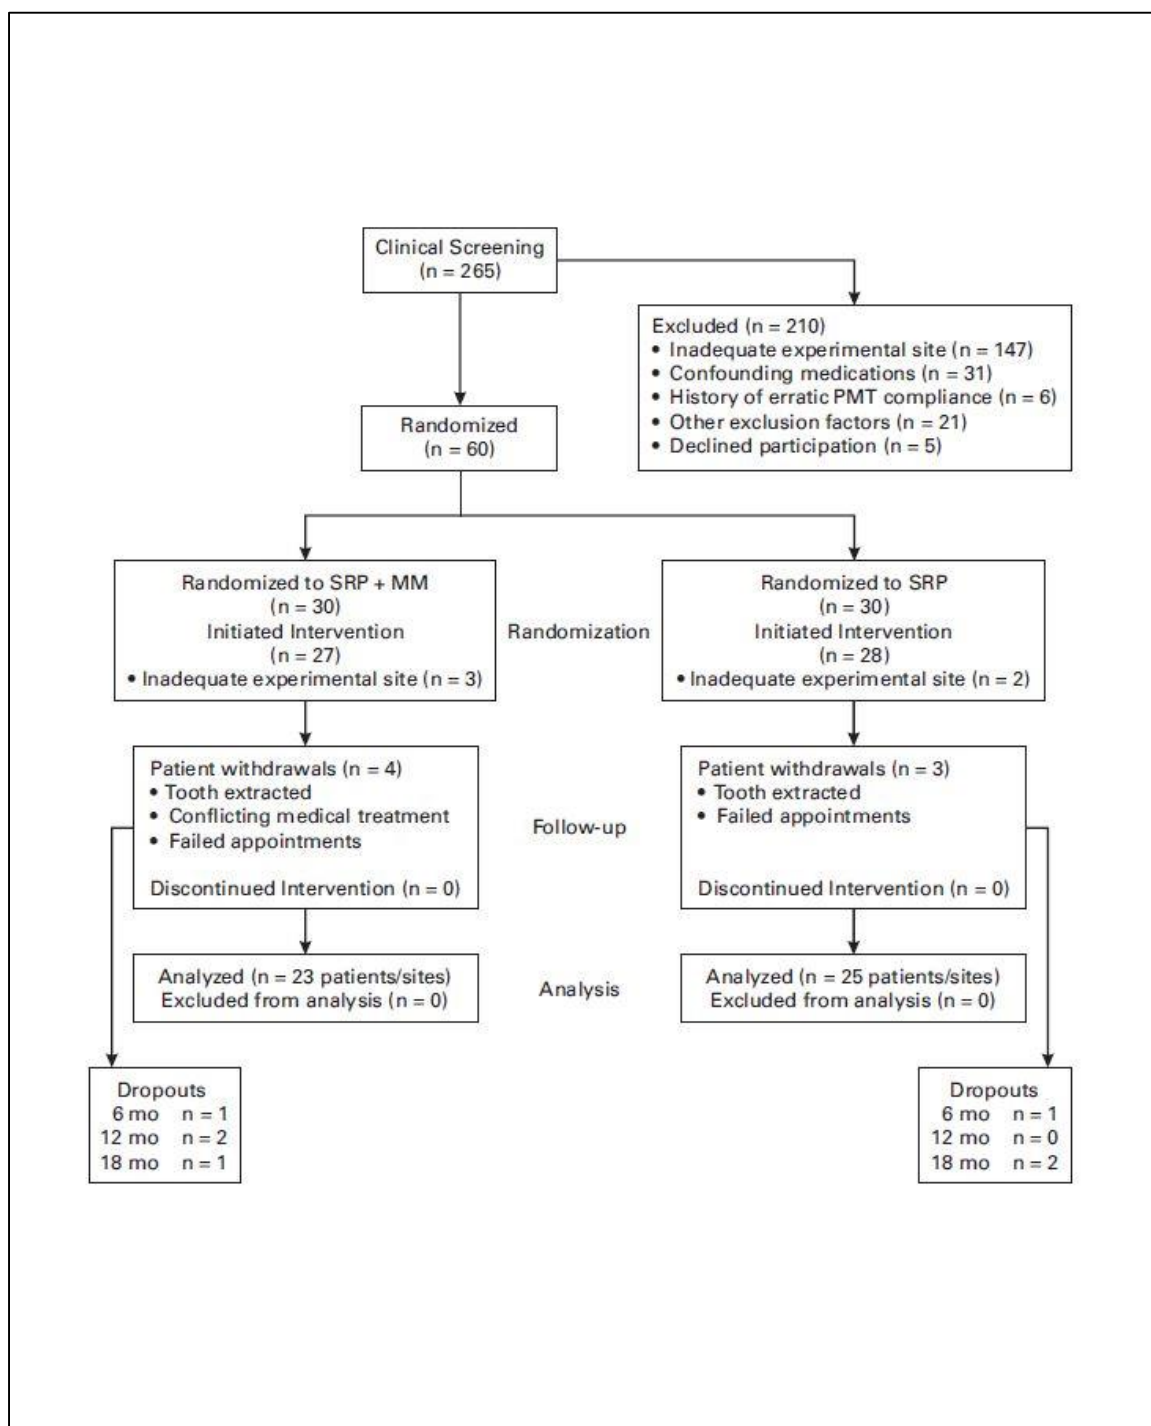 Clinical Screening
(n = 265)
Excluded (n = 210)
• Inadequate experimental site (n = 147)
• Confounding medications (n = 31)
• History of erratic PMT compliance (n = 6)
• Other exclusion factors (n = 21)
• Declined participation (n = 5)
Randomized
(n = 60)
Randomized to SRP + MM
(n = 30)
Initiated Intervention
(n = 27)
• Inadequate experimental site (n = 3)
Randomization
Randomized to SRP
(n = 30)
Initiated Intervention
(n = 28)
• Inadequate experimental site (n = 2)
Patient withdrawals (n = 4)
• Tooth extracted
• Conflicting medical treatment
• Failed appointments
Discontinued Intervention (n = 0)
Follow-up
Patient withdrawals (n = 3)
• Tooth extracted
• Failed appointments
Discontinued Intervention (n = 0)
Analyzed (n = 23 patients/sites)
Excluded from analysis (n = 0)
Analysis
Analyzed (n = 25 patients/sites)
Excluded from analysis (n = 0)
Dropouts
6 mo n = 1
12 mo n = 2
18 mo n = 1
Dropouts
6 mo n = 1
12 mo n = 0
18 mo n = 2